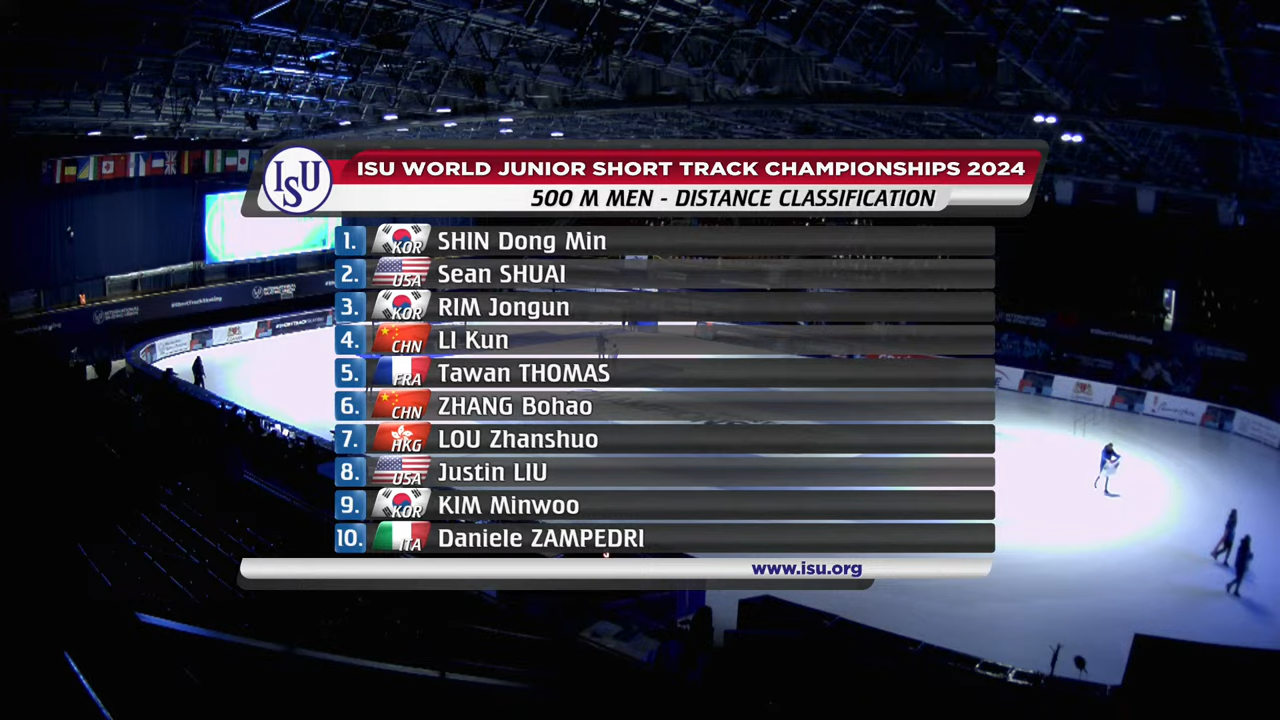 ISU
ISU WORLD JUNIOR SHORT TRACK CHAMPIONSHIPS 2024
500 M MEN - DISTANCE CLASSIFICATION
1. KOR SHIN Dong Min
2. USA Sean SHUAI
3. KOR RIM Jongun
4. CHN LI Kun
5. FRA Tawan THOMAS
6. CHN ZHANG Bohao
7. HKG LOU Zhanshuo
8. USA Justin LIU
9. KOR KIM Minwoo
10. ITA Daniele ZAMPEDRI
www.isu.org